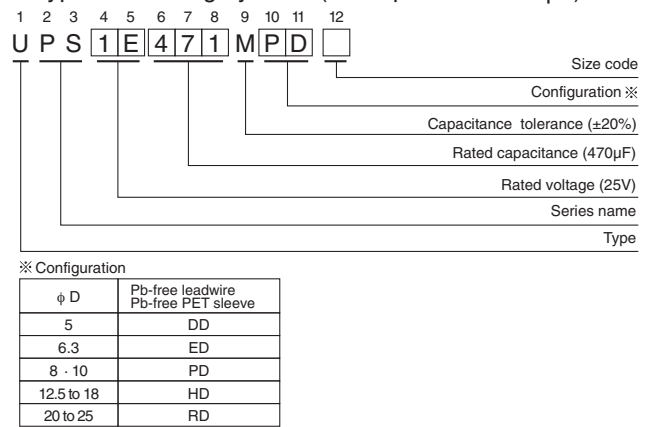 1 2 3 4 5 6 7 8 9 10 11 12
U P S 1 E 4 7 1 M P D
Size code
Configuration ※
Capacitance tolerance (±20%)
Rated capacitance (470µF)
Rated voltage (25V)
Series name
Type
※ Configuration
ϕ D Pb-free leadwire
Pb-free PET sleeve
5 DD
6.3 ED
8 · 10 PD
12.5 to 18 HD
20 to 25 RD